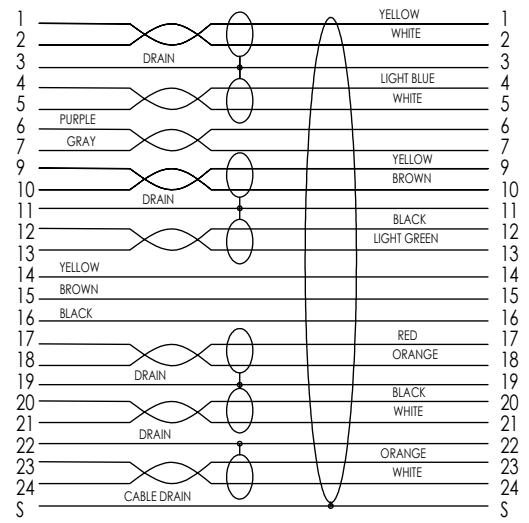 1 YELLOW 1
2 WHITE 2
3 DRAIN 3
4 LIGHT BLUE 4
5 WHITE 5
6 PURPLE 6
7 GRAY 7
9 YELLOW 9
10 BROWN 10
11 DRAIN 11
12 BLACK 12
13 LIGHT GREEN 13
14 YELLOW 14
15 BROWN 15
16 BLACK 16
17 RED 17
18 ORANGE 18
19 DRAIN 19
20 BLACK 20
21 WHITE 21
22 DRAIN 22
23 ORANGE 23
24 WHITE 24
S CABLE DRAIN S